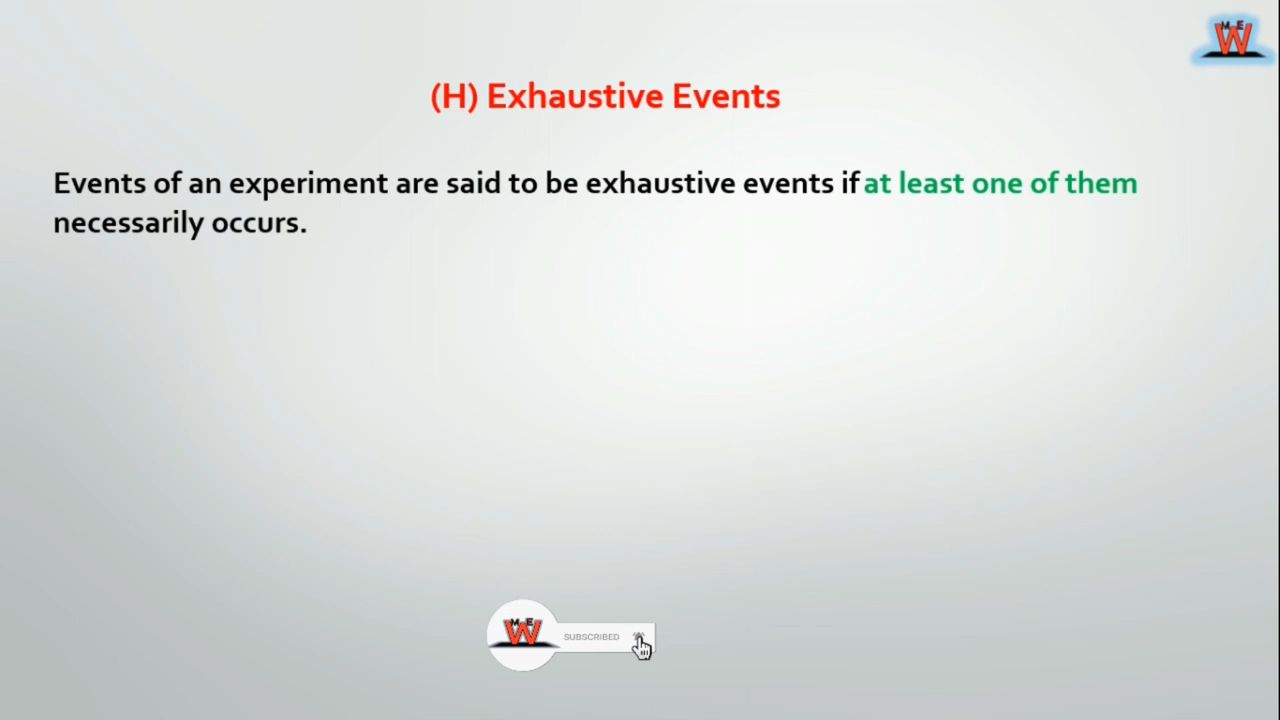 M E
W
(H) Exhaustive Events
Events of an experiment are said to be exhaustive events if at least one of them
necessarily occurs.
M E
W
SUBSCRIBED